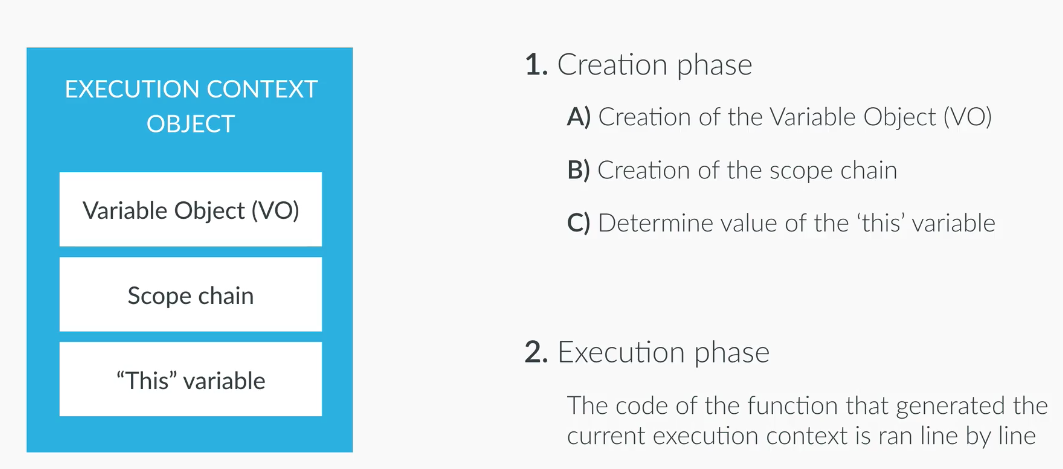 EXECUTION CONTEXT
OBJECT
Variable Object (VO)
Scope chain
“This” variable
1. Creation phase
A) Creation of the Variable Object (VO)
B) Creation of the scope chain
C) Determine value of the ‘this’ variable
2. Execution phase
The code of the function that generated the
current execution context is ran line by line